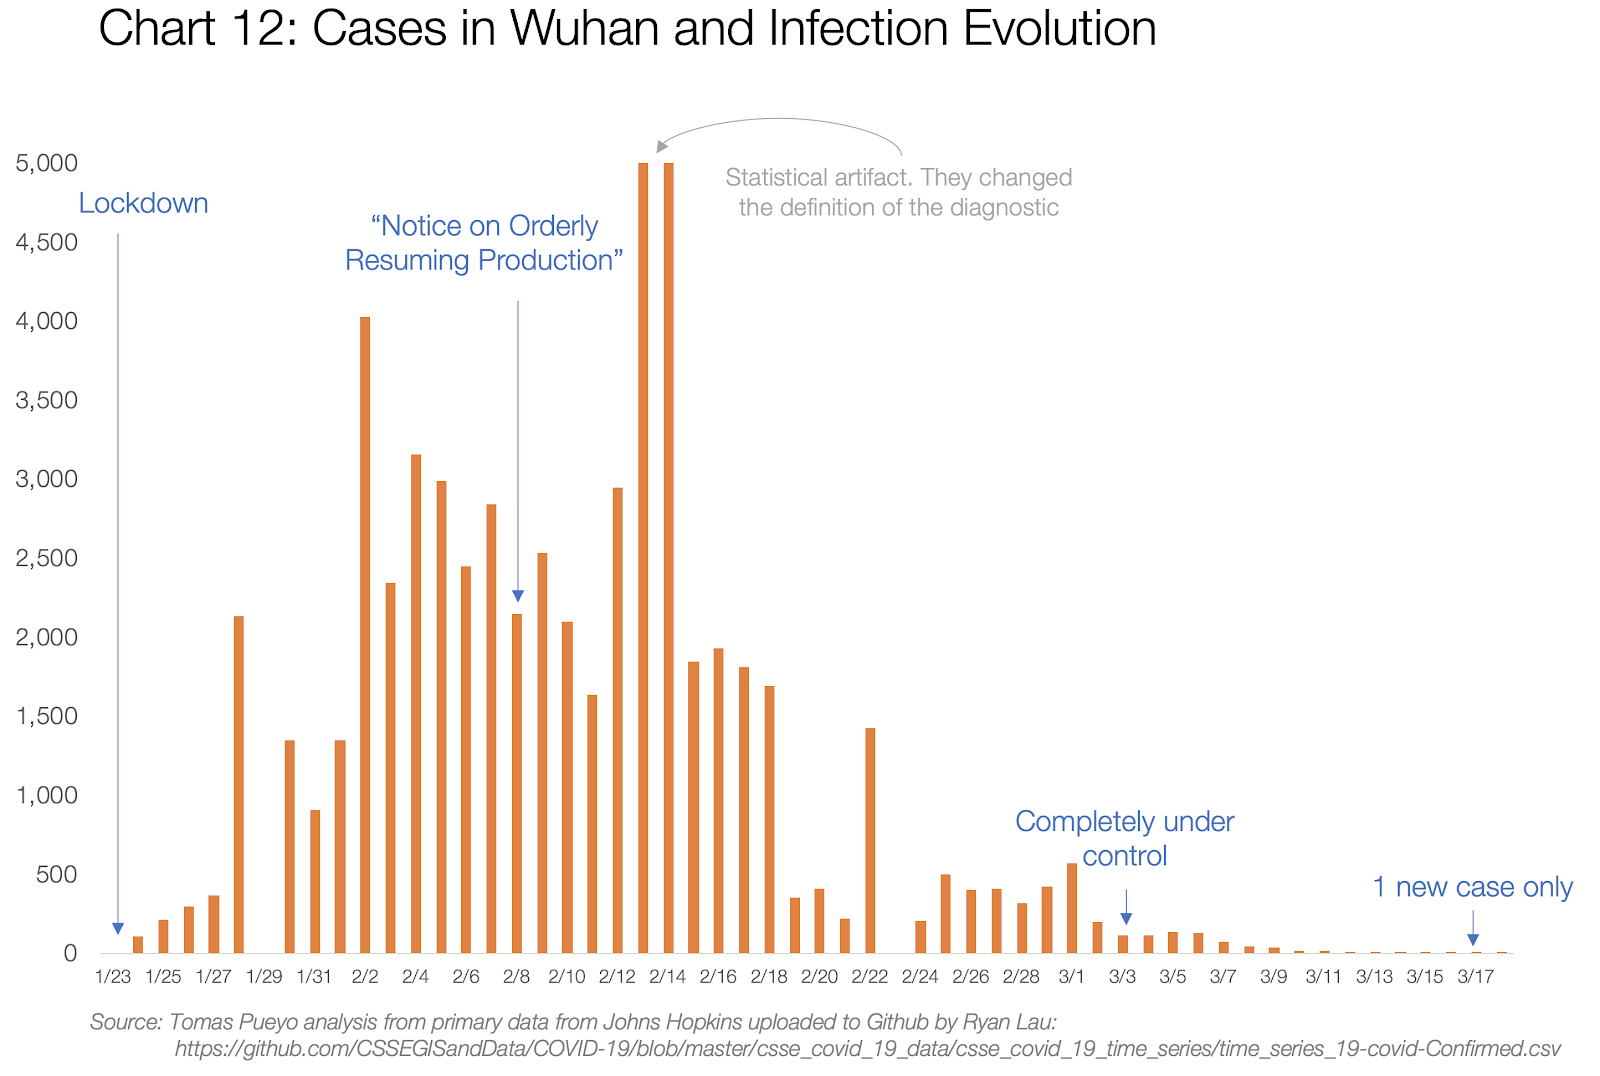 Chart 12: Cases in Wuhan and Infection Evolution
5,000
4,500
4,000
3,500
3,000
2,500
2,000
1,500
1,000
500
0
Lockdown
“Notice on Orderly
Resuming Production”
Statistical artifact. They changed
the definition of the diagnostic
Completely under
control
1 new case only
1/23 1/25 1/27 1/29 1/31 2/2 2/4 2/6 2/8 2/10 2/12 2/14 2/16 2/18 2/20 2/22 2/24 2/26 2/28 3/1 3/3 3/5 3/7 3/9 3/11 3/13 3/15 3/17
Source: Tomas Pueyo analysis from primary data from Johns Hopkins uploaded to Github by Ryan Lau:
https://github.com/CSSEGISandData/COVID-19/blob/master/csse_covid_19_data/csse_covid_19_time_series/time_series_19-covid-Confirmed.csv